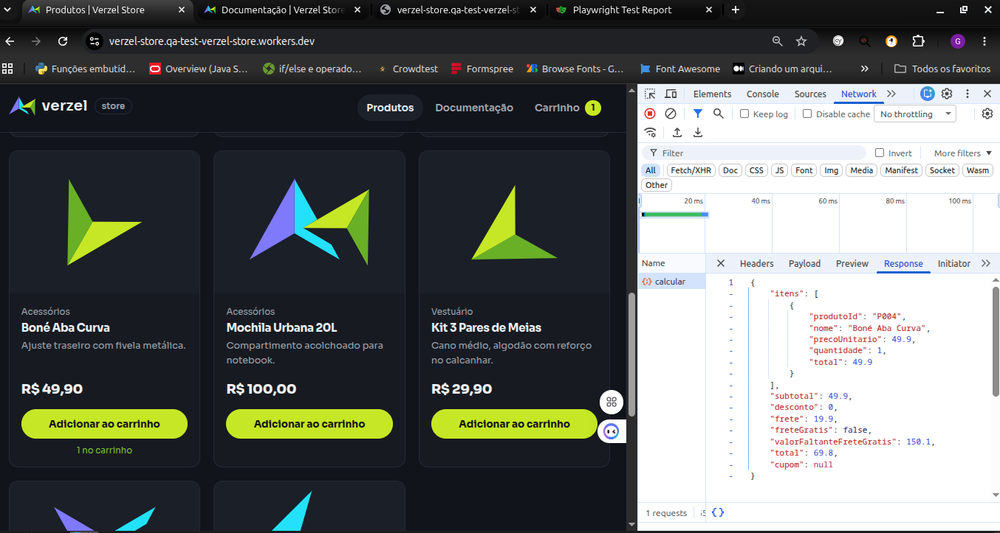 Produtos | Verzel Store
Documentação | Verzel Store
verzel-store.qa-test-verzel-st
Playwright Test Report
verzel-store.qa-test-verzel-store.workers.dev
G
Funções embutid…
Overview (Java S…
if/else e operado…
Crowdtest
Formspree
Browse Fonts - G…
Font Awesome
Criando um arqui…
Todos os favoritos
verzel
store
Produtos
Documentação
Carrinho
1
Acessórios
Boné Aba Curva
Ajuste traseiro com fivela metálica.
R$ 49,90
Adicionar ao carrinho
1 no carrinho
Acessórios
Mochila Urbana 20L
Compartimento acolchoado para
notebook.
R$ 100,00
Adicionar ao carrinho
Vestuário
Kit 3 Pares de Meias
Cano médio, algodão com reforço
no calcanhar.
R$ 29,90
Adicionar ao carrinho
Elements
Console
Sources
Network
Keep log
Disable cache
No throttling
Filter
Invert
More filters
All
Fetch/XHR
Doc
CSS
JS
Font
Img
Media
Manifest
Socket
Wasm
Other
20 ms
40 ms
60 ms
80 ms
100 ms
Name
Headers
Payload
Preview
Response
Initiator
calcular
1 {
- "itens": [
- {
- "produtoId": "P004",
- "nome": "Boné Aba Curva",
- "precoUnitario": 49.9,
- "quantidade": 1,
- "total": 49.9
- }
- ],
- "subtotal": 49.9,
- "desconto": 0,
- "frete": 19.9,
- "freteGratis": false,
- "valorFaltanteFreteGratis": 150.1,
- "total": 69.8,
- "cupom": null
- }
1 requests